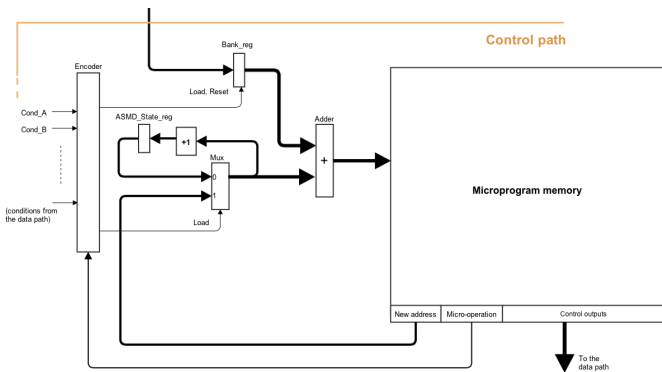 Control path
Bank_reg
Encoder
Load, Reset
Cond_A
Cond_B
ASMD_State_reg
Adder
+1
+
Mux
0
1
Microprogram memory
(conditions from
the data path)
Load
New address
Micro-operation
Control outputs
To the
data path